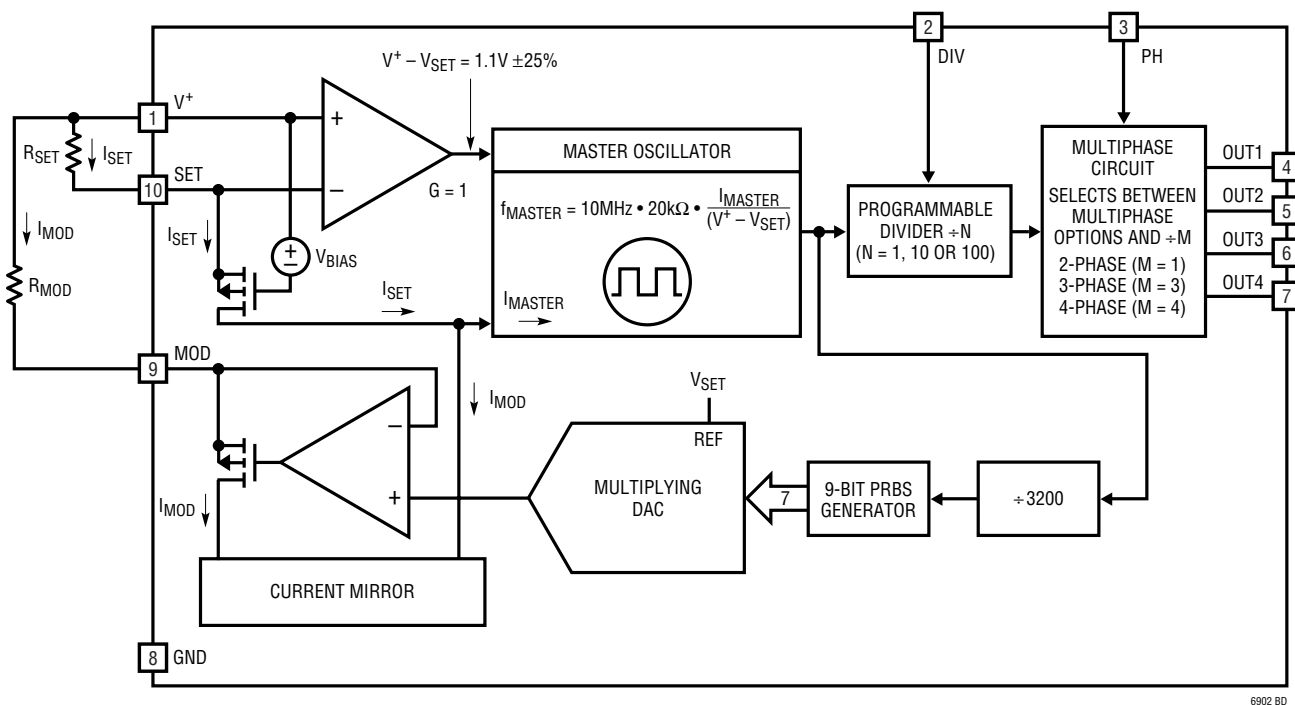 2
DIV
3
PH
V+ – VSET = 1.1V ±25%
1
V+
RSET
ISET
10
SET
+
–
G = 1
MASTER OSCILLATOR
fMASTER = 10MHz • 20kΩ • IMASTER
(V+ – VSET)
PROGRAMMABLE
DIVIDER ÷N
(N = 1, 10 OR 100)
MULTIPHASE
CIRCUIT
SELECTS BETWEEN
MULTIPHASE
OPTIONS AND ÷M
2-PHASE (M = 1)
3-PHASE (M = 3)
4-PHASE (M = 4)
OUT1
4
OUT2
5
OUT3
6
OUT4
7
IMOD
RMOD
ISET
+
–
VBIAS
ISET
IMASTER
9
MOD
IMOD
–
+
IMOD
VSET
REF
MULTIPLYING
DAC
7
9-BIT PRBS
GENERATOR
÷3200
CURRENT MIRROR
8
GND
6902 BD